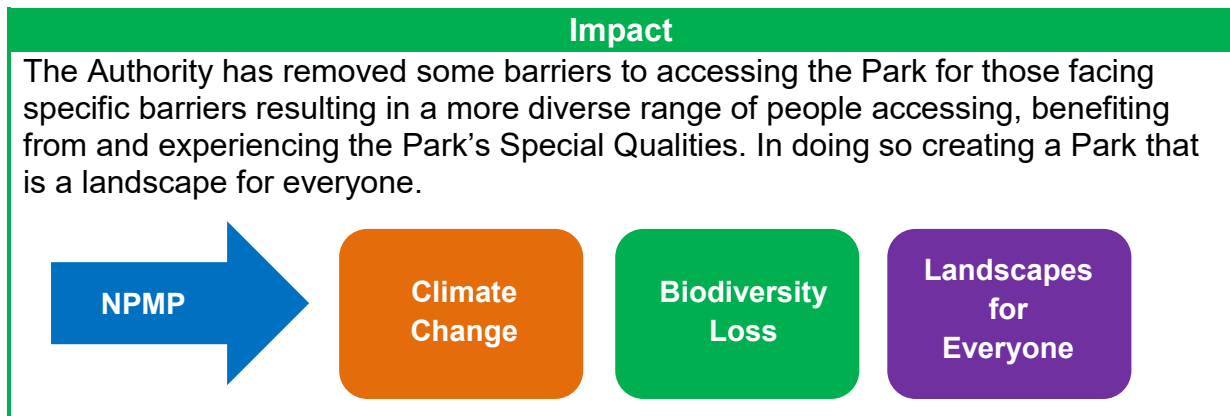 Impact
The Authority has removed some barriers to accessing the Park for those facing
specific barriers resulting in a more diverse range of people accessing, benefiting
from and experiencing the Park’s Special Qualities. In doing so creating a Park that
is a landscape for everyone.
NPMP
Climate
Change
Biodiversity
Loss
Landscapes
for
Everyone